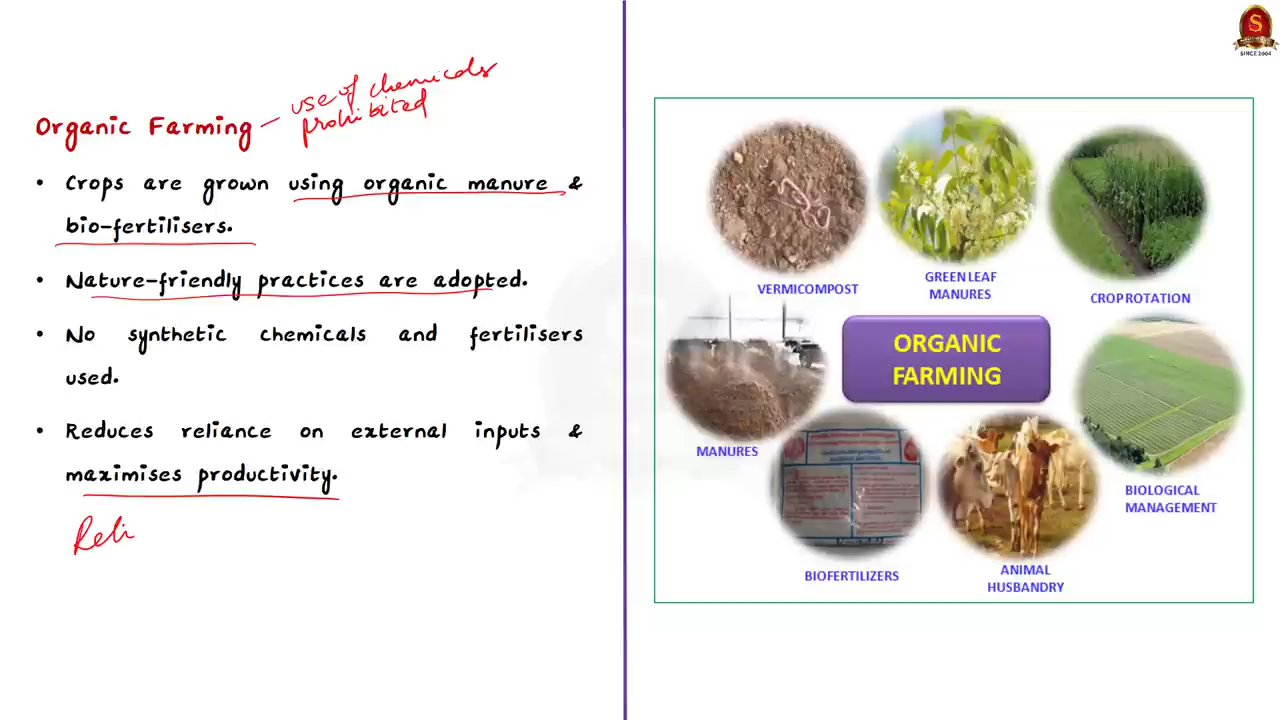 S
SINCE 2004
use of chemicals
prohibited
Organic Farming –
• Crops are grown using organic manure &
bio-fertilisers.
• Nature-friendly practices are adopted.
• No synthetic chemicals and fertilisers
used.
• Reduces reliance on external inputs &
maximises productivity.
Reli
VERMICOMPOST
GREEN LEAF
MANURES
CROP ROTATION
ORGANIC
FARMING
MANURES
BIOLOGICAL
MANAGEMENT
BIOFERTILIZERS
ANIMAL
HUSBANDRY